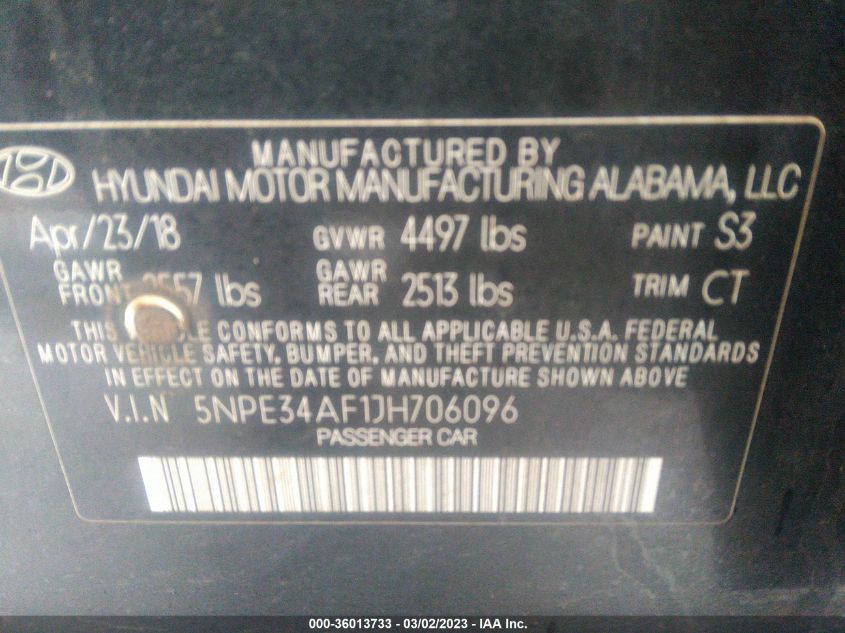 MANUFACTURED BY
HYUNDAI MOTOR MANUFACTURING ALABAMA, LLC
Apr/23/18 GVWR 4497 lbs PAINT S3
GAWR FRONT lbs GAWR REAR 2513 lbs TRIM CT
THIS CONFORMS TO ALL APPLICABLE U.S.A. FEDERAL
MOTOR VEHICLE SAFETY, BUMPER, AND THEFT PREVENTION STANDARDS
IN EFFECT ON THE DATE OF MANUFACTURE SHOWN ABOVE
V.I.N 5NPE34AF1JH706096
PASSENGER CAR
000-36013733 - 03/02/2023 - IAA Inc.